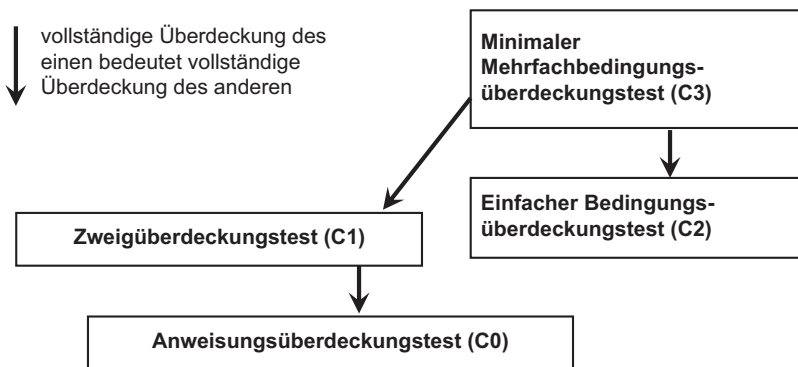 vollständige Überdeckung des
einen bedeutet vollständige
Überdeckung des anderen
Minimaler
Mehrfachbedingungs-
überdeckungstest (C3)
Einfacher Bedingungs-
überdeckungstest (C2)
Zweigüberdeckungstest (C1)
Anweisungsüberdeckungstest (C0)